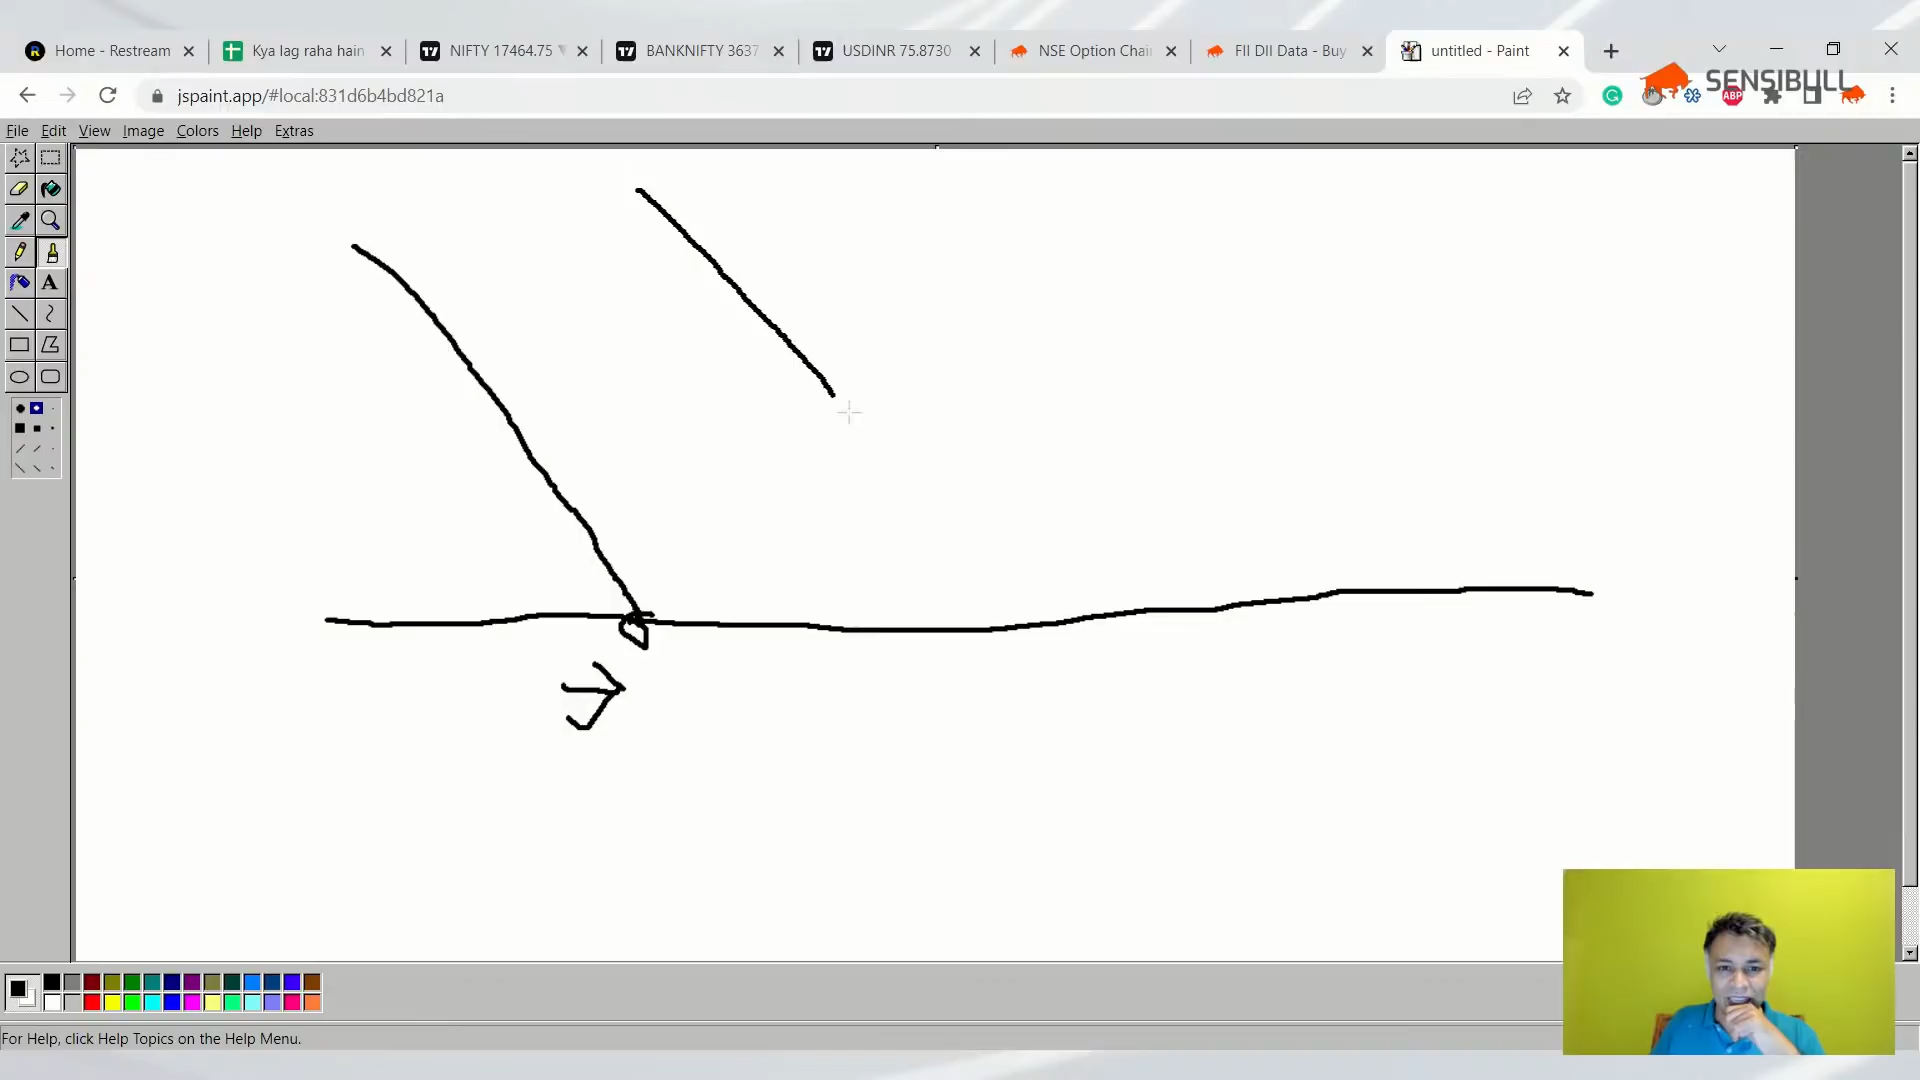 Home - Restream
Kya lag raha hain
NIFTY 17464.75
BANKNIFTY 3637
USDINR 75.8730
NSE Option Chai
FII DII Data - Buy
untitled - Paint
jspaint.app/#local:831d6b4bd821a
ABP
SENSIBULL
File Edit View Image Colors Help Extras
A
For Help, click Help Topics on the Help Menu.